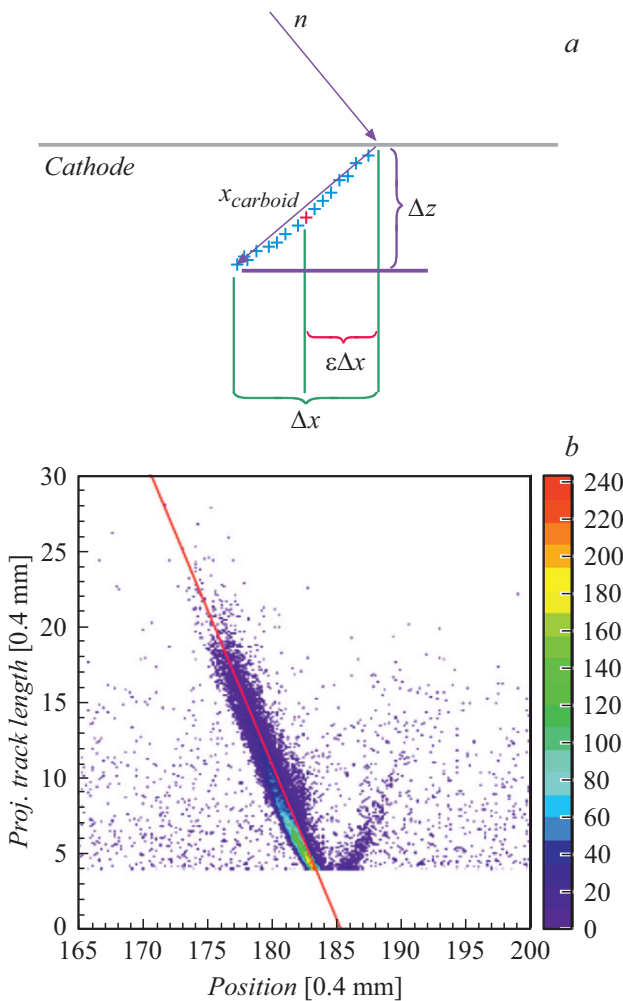 n
a
Cathode
x_carboid
Δz
εΔx
Δx
b
30
25
20
15
10
5
0
Proj. track length [0.4 mm]
165 170 175 180 185 190 195 200
Position [0.4 mm]
240
220
200
180
160
140
120
100
80
60
40
20
0